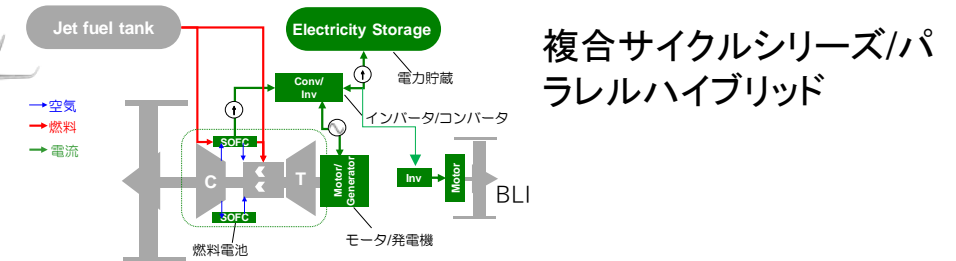 Jet fuel tank
Electricity Storage
複合サイクルシリーズ/パ
ラレルハイブリッド
電力貯蔵
Conv/
Inv
空気
燃料
電流
インバータ/コンバータ
SOFC
C
T
Motor/
Generator
Inv
Motor
BLI
SOFC
燃料電池
モータ/発電機